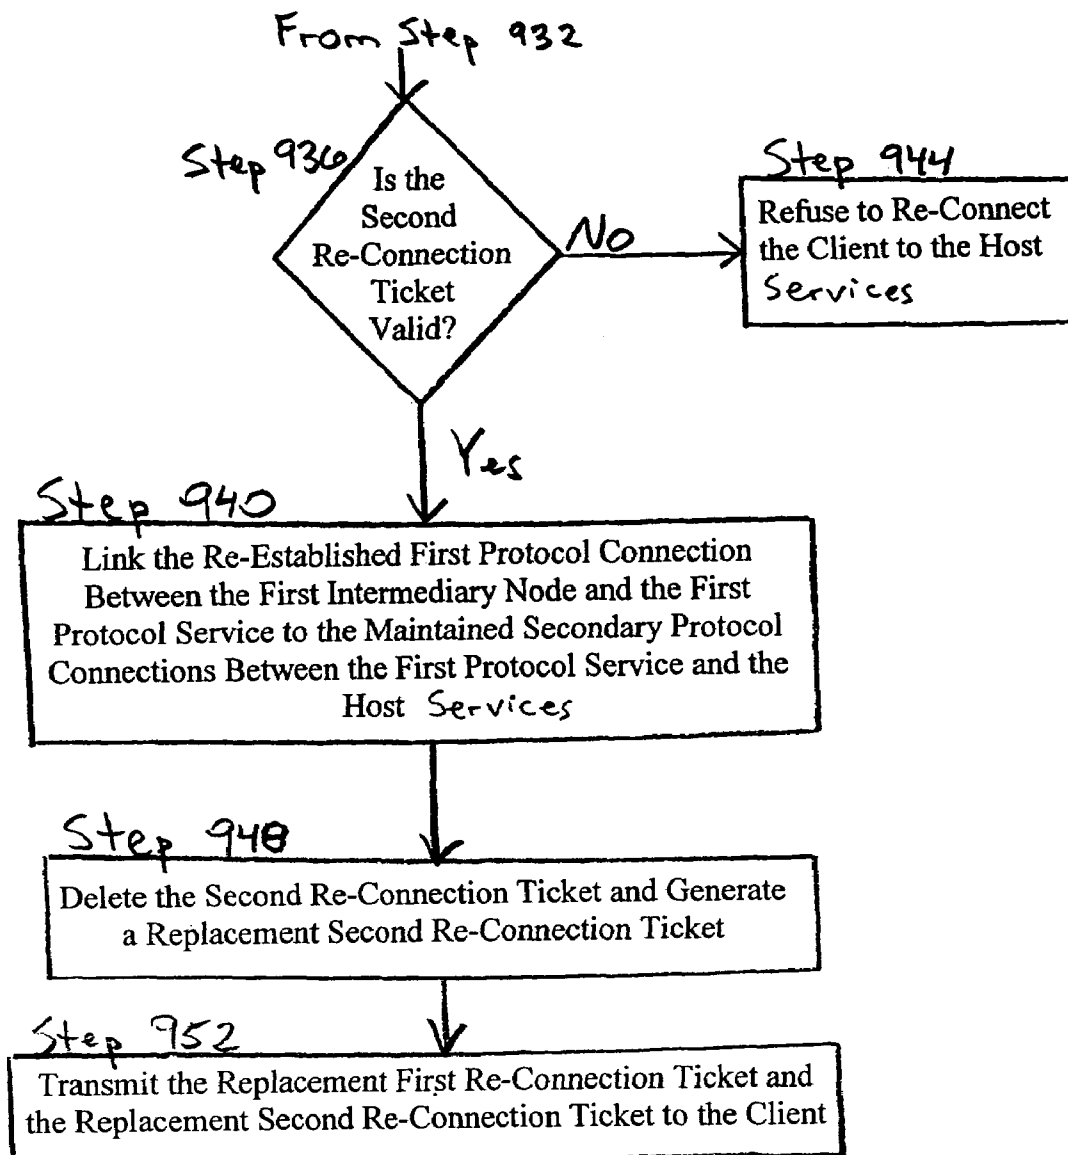 From Step 932
Step 936
Is the
Second
Re-Connection
Ticket
Valid?
No
Step 944
Refuse to Re-Connect
the Client to the Host
Services
Yes
Step 940
Link the Re-Established First Protocol Connection
Between the First Intermediary Node and the First
Protocol Service to the Maintained Secondary Protocol
Connections Between the First Protocol Service and the
Host Services
Step 948
Delete the Second Re-Connection Ticket and Generate
a Replacement Second Re-Connection Ticket
Step 952
Transmit the Replacement First Re-Connection Ticket and
the Replacement Second Re-Connection Ticket to the Client